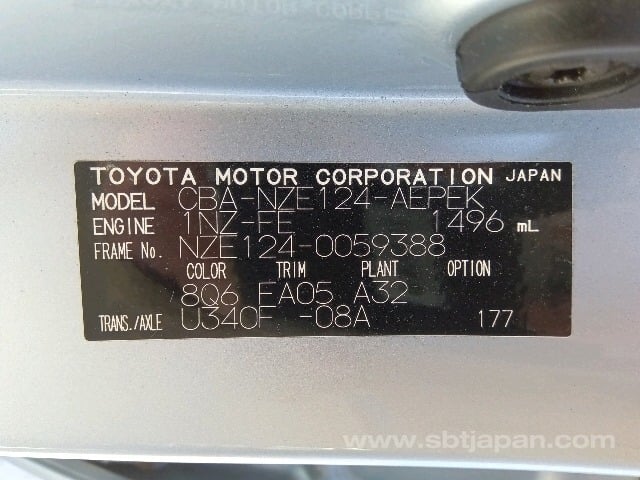 TOYOTA MOTOR CORPORATION JAPAN
MODEL CBA-NZE124-AEPEK
ENGINE 1NZ-FE 1496 mL
FRAME No. NZE124-0059388
COLOR TRIM PLANT OPTION
8Q6 EA05 A32
TRANS./AXLE U340F -08A 177
www.sbtjapan.com